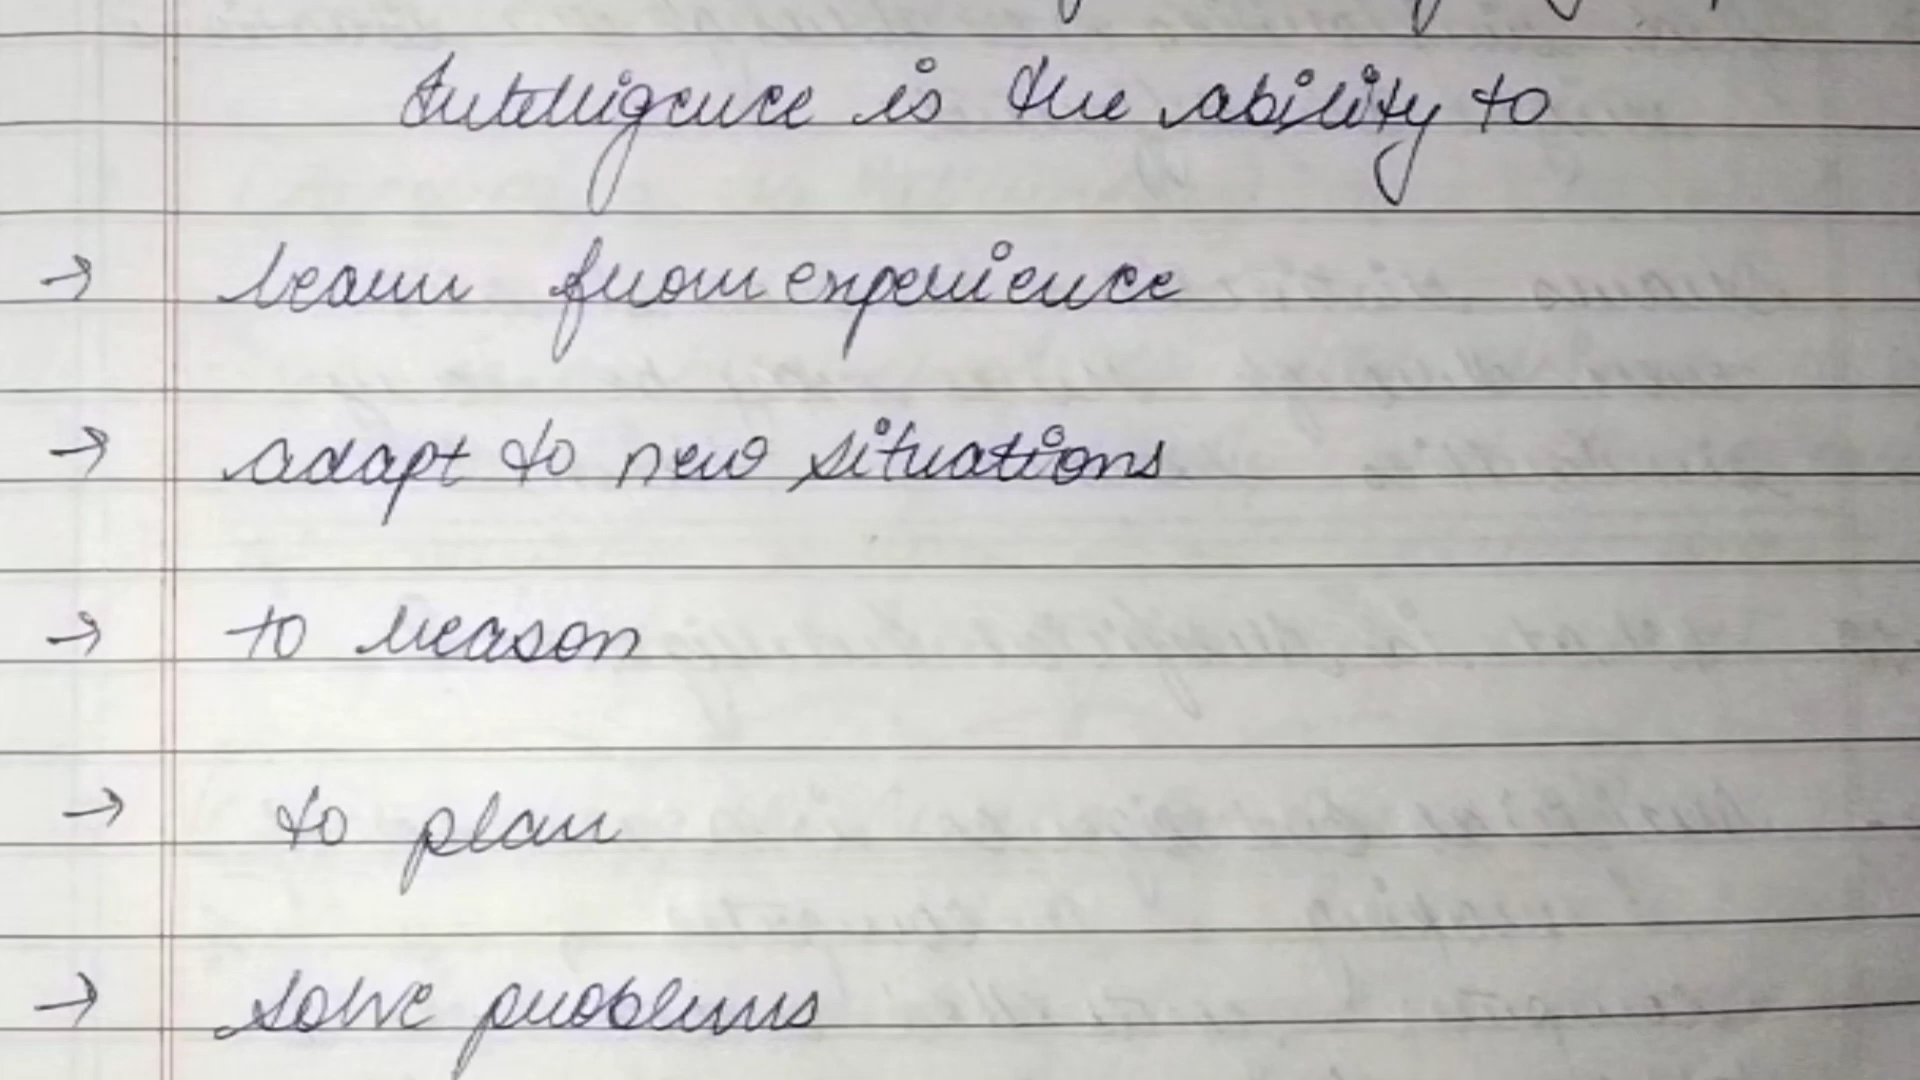 Intelligence is the ability to
→ learn from experience
→ adapt to new situations
→ to reason
→ to plan
→ solve problems